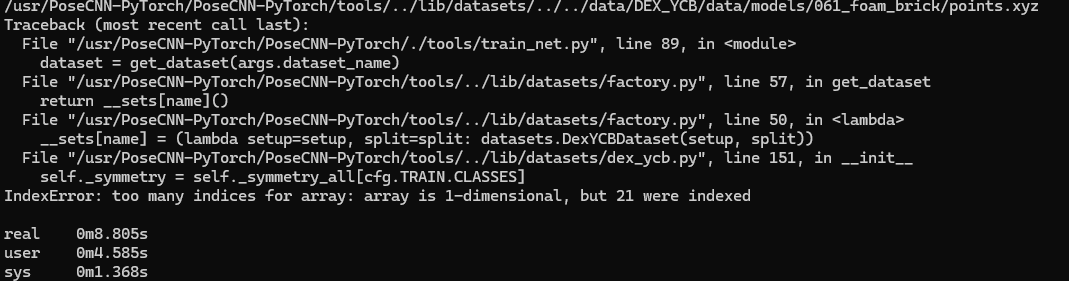 /usr/PoseCNN-PyTorch/PoseCNN-PyTorch/tools/../lib/datasets/../../data/DEX_YCB/data/models/061_foam_brick/points.xyz
Traceback (most recent call last):
  File "/usr/PoseCNN-PyTorch/PoseCNN-PyTorch/./tools/train_net.py", line 89, in <module>
    dataset = get_dataset(args.dataset_name)
  File "/usr/PoseCNN-PyTorch/PoseCNN-PyTorch/tools/../lib/datasets/factory.py", line 57, in get_dataset
    return __sets[name]()
  File "/usr/PoseCNN-PyTorch/PoseCNN-PyTorch/tools/../lib/datasets/factory.py", line 50, in <lambda>
    __sets[name] = (lambda setup=setup, split=split: datasets.DexYCBDataset(setup, split))
  File "/usr/PoseCNN-PyTorch/PoseCNN-PyTorch/tools/../lib/datasets/dex_ycb.py", line 151, in __init__
    self._symmetry = self._symmetry_all[cfg.TRAIN.CLASSES]
IndexError: too many indices for array: array is 1-dimensional, but 21 were indexed

real    0m8.805s
user    0m4.585s
sys     0m1.368s